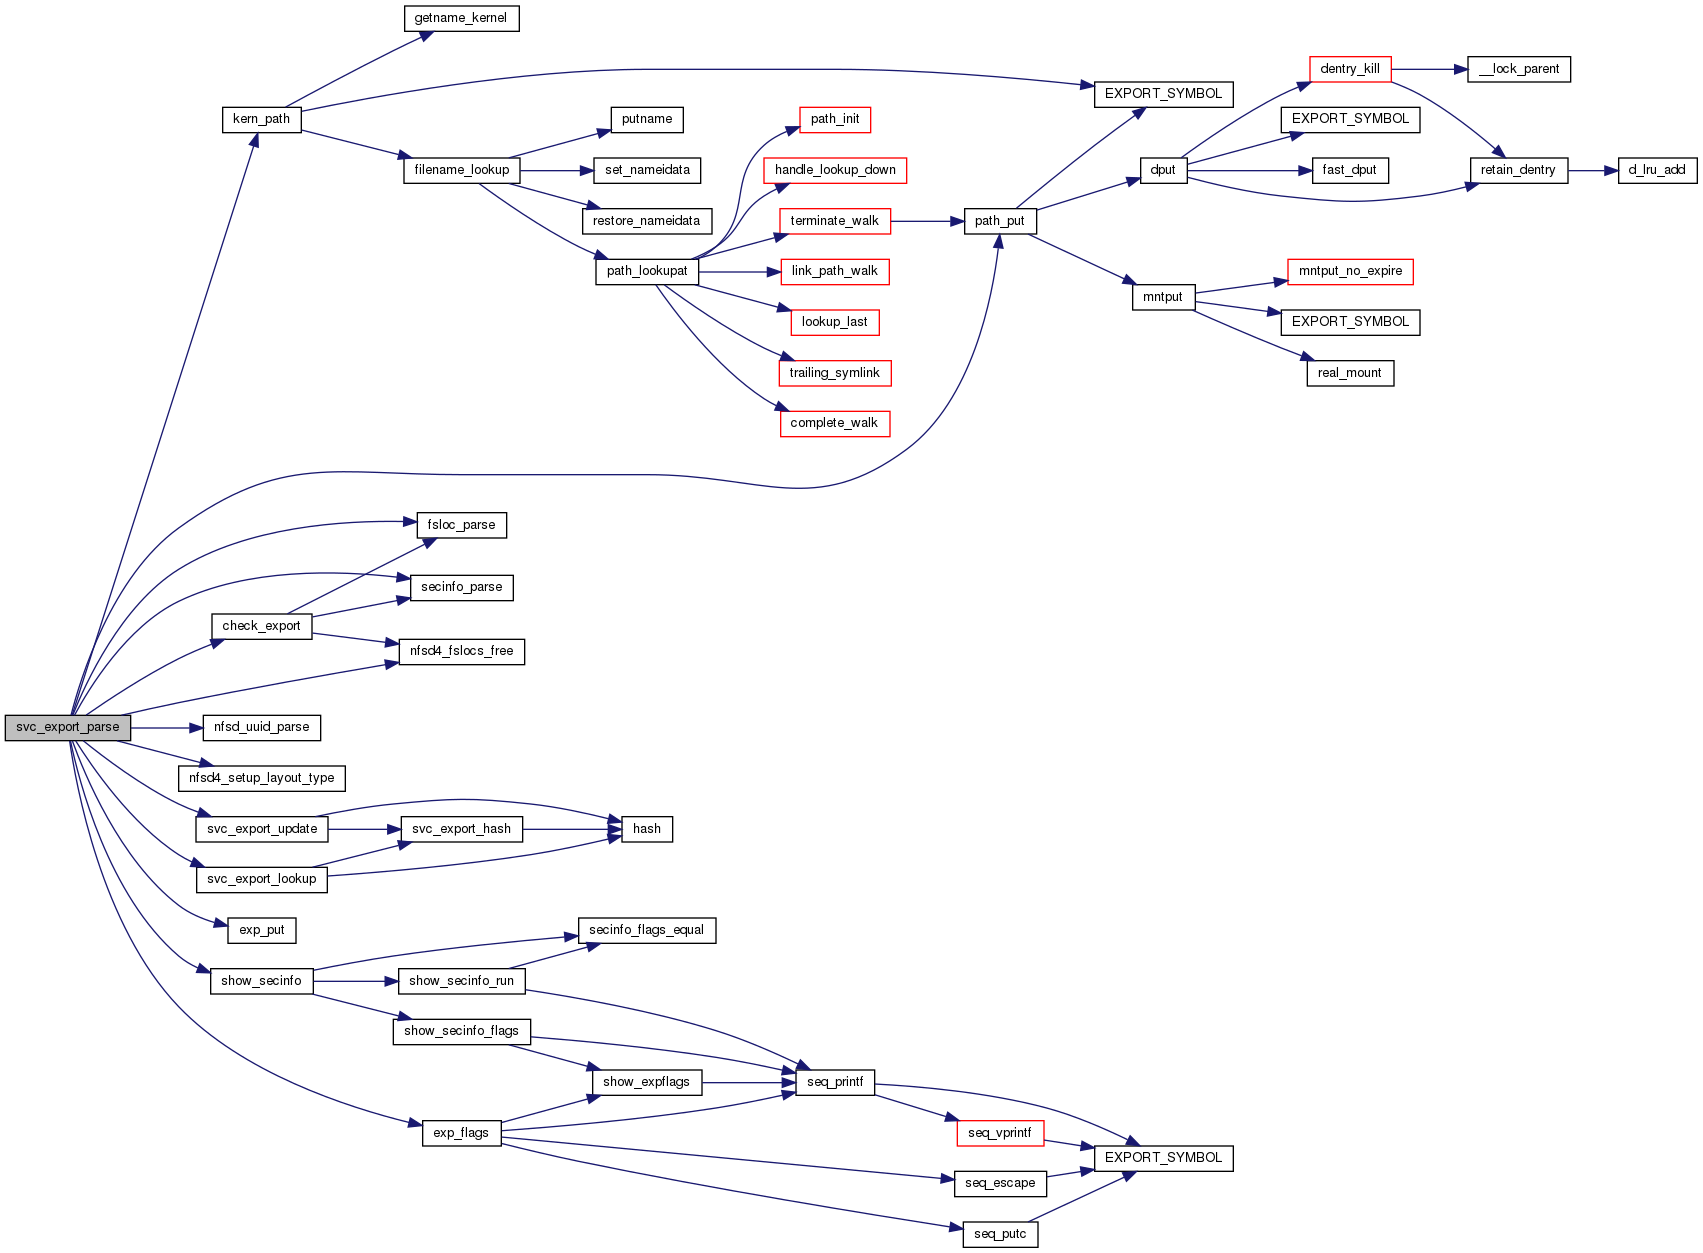 getname_kernel
dentry_kill
__lock_parent
EXPORT_SYMBOL
kern_path
putname
path_init
EXPORT_SYMBOL
filename_lookup
set_nameidata
handle_lookup_down
dput
fast_dput
retain_dentry
d_lru_add
restore_nameidata
terminate_walk
path_put
path_lookupat
link_path_walk
mntput_no_expire
mntput
lookup_last
EXPORT_SYMBOL
trailing_symlink
real_mount
complete_walk
fsloc_parse
secinfo_parse
check_export
nfsd4_fslocs_free
svc_export_parse
nfsd_uuid_parse
nfsd4_setup_layout_type
svc_export_update
svc_export_hash
hash
svc_export_lookup
exp_put
secinfo_flags_equal
show_secinfo
show_secinfo_run
show_secinfo_flags
show_expflags
seq_printf
exp_flags
seq_vprintf
EXPORT_SYMBOL
seq_escape
seq_putc